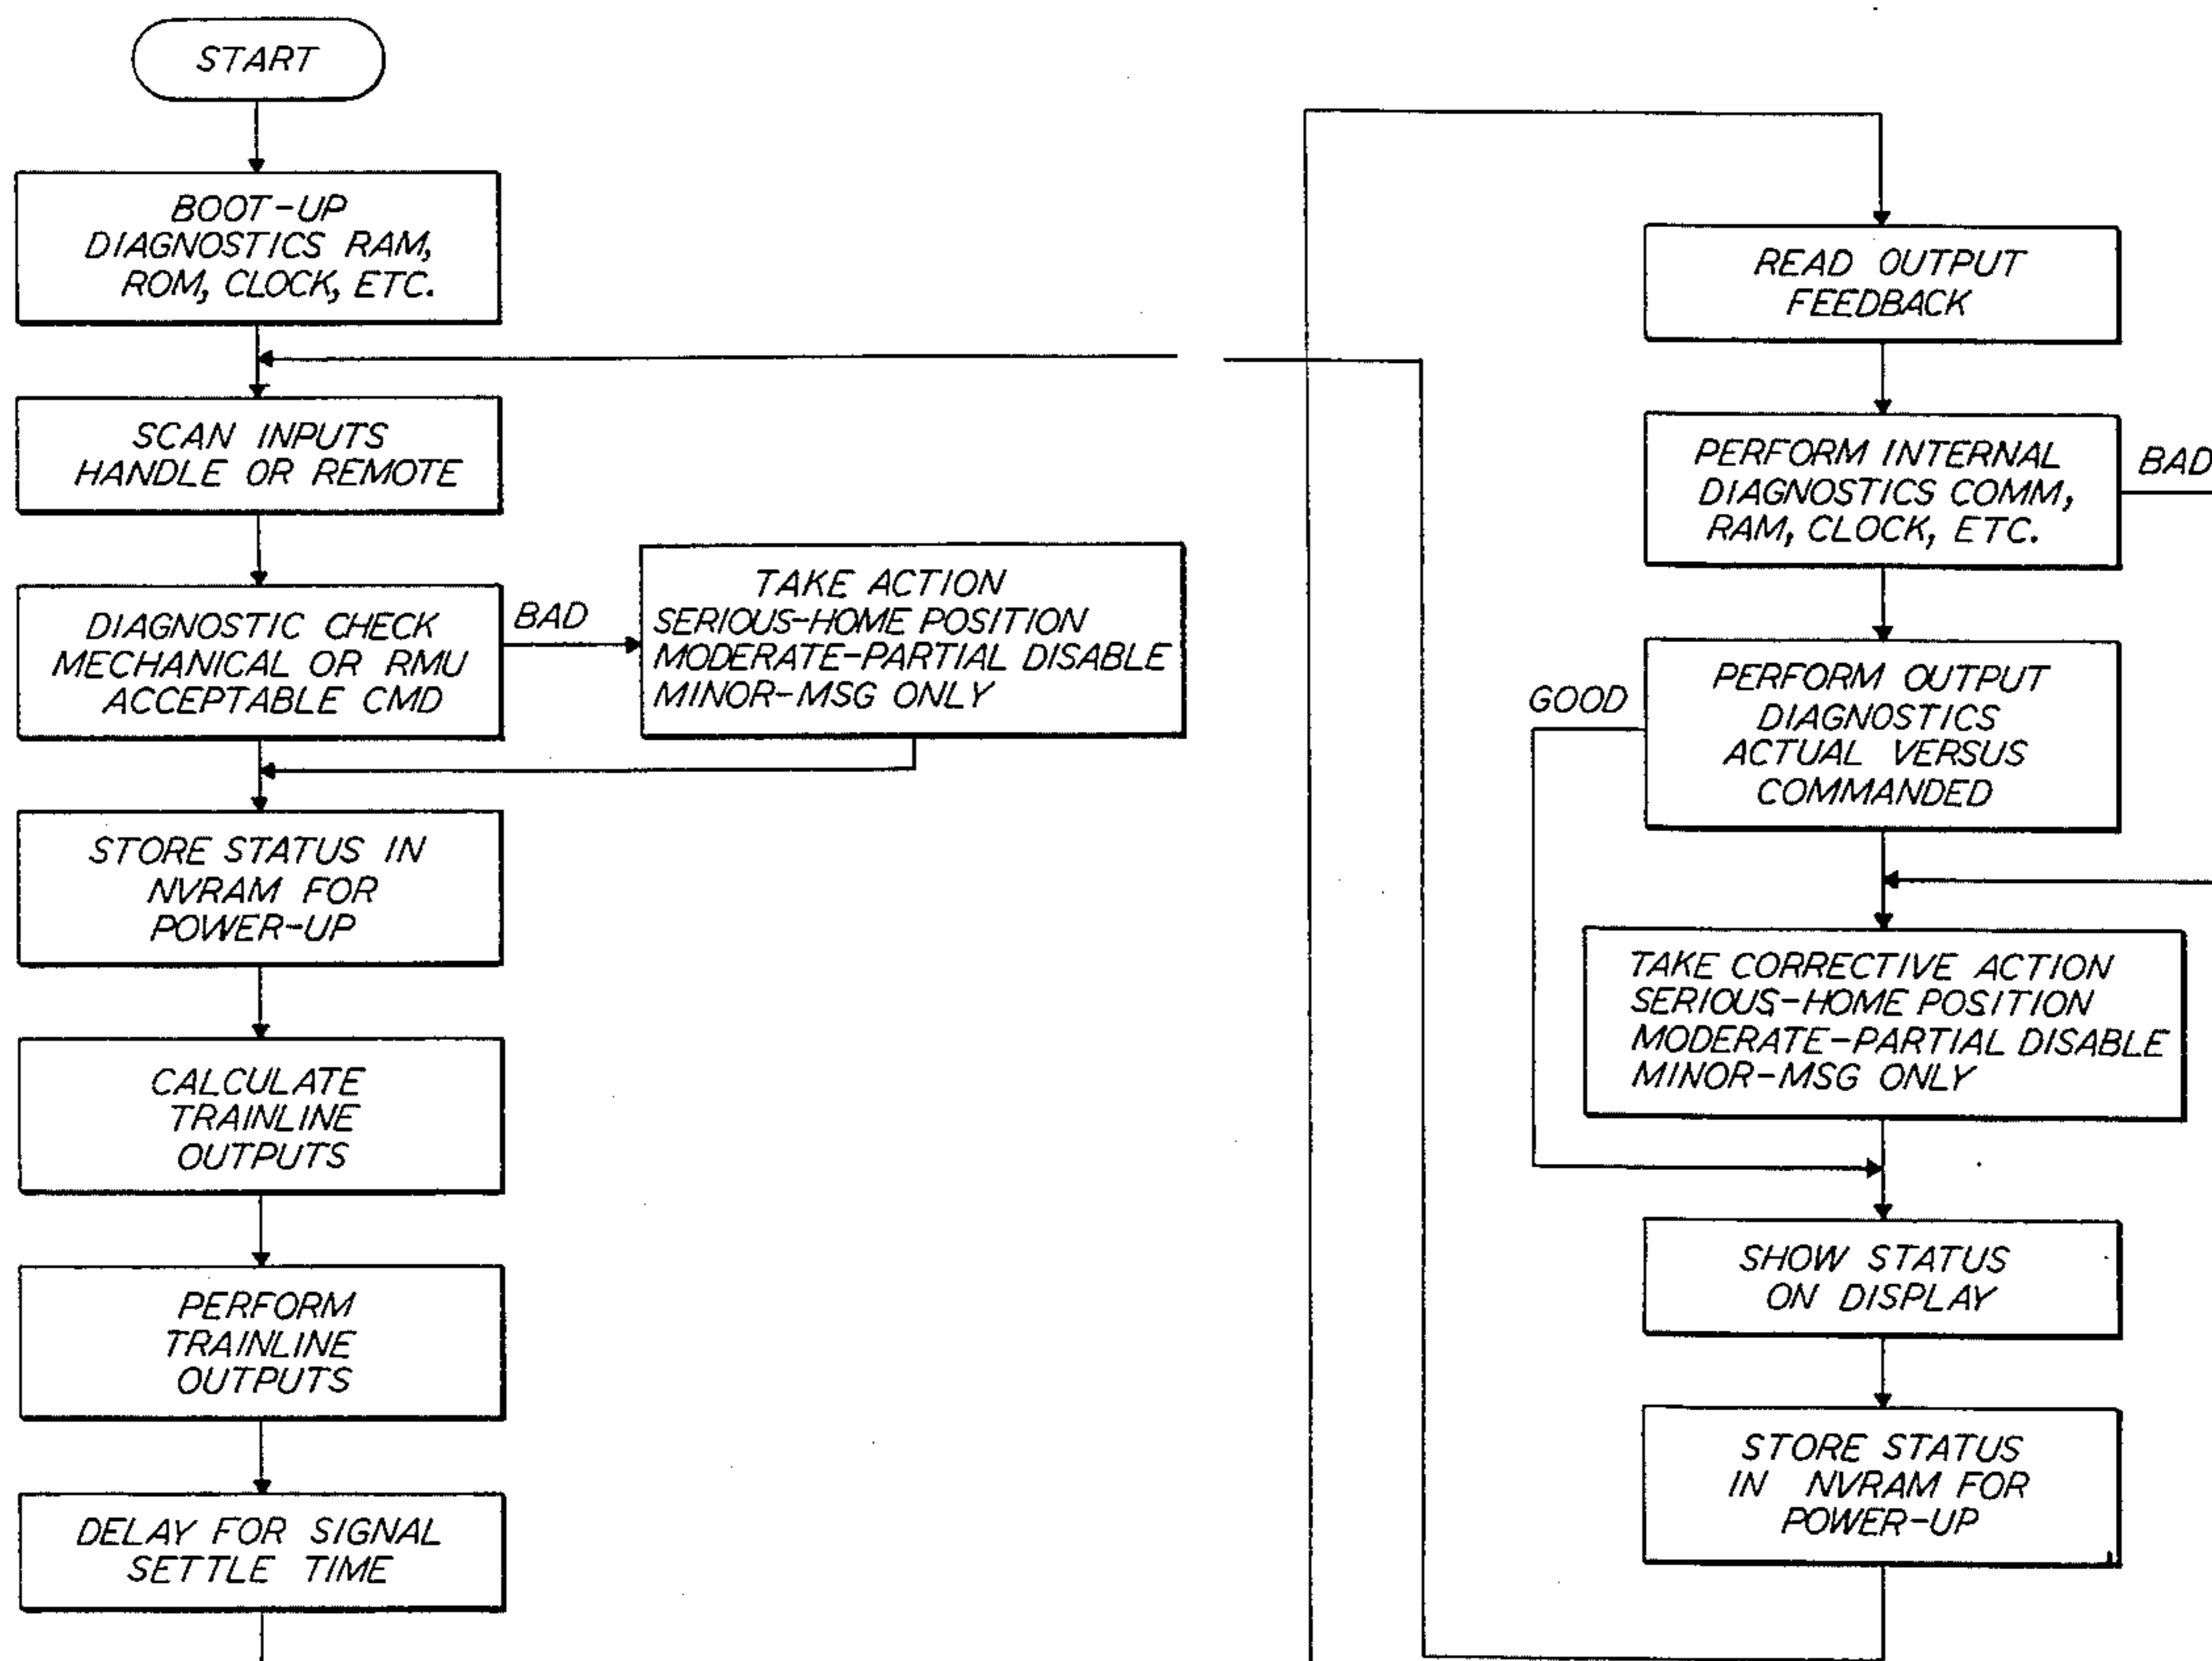 START
BOOT-UP
DIAGNOSTICS RAM,
ROM, CLOCK, ETC.
SCAN INPUTS
HANDLE OR REMOTE
DIAGNOSTIC CHECK
MECHANICAL OR RMU
ACCEPTABLE CMD
BAD
TAKE ACTION
SERIOUS-HOME POSITION
MODERATE-PARTIAL DISABLE
MINOR-MSG ONLY
STORE STATUS IN
NVRAM FOR
POWER-UP
CALCULATE
TRAINLINE
OUTPUTS
PERFORM
TRAINLINE
OUTPUTS
DELAY FOR SIGNAL
SETTLE TIME
READ OUTPUT
FEEDBACK
PERFORM INTERNAL
DIAGNOSTICS COMM,
RAM, CLOCK, ETC.
BAD
PERFORM OUTPUT
DIAGNOSTICS
ACTUAL VERSUS
COMMANDED
GOOD
TAKE CORRECTIVE ACTION
SERIOUS-HOME POSITION
MODERATE-PARTIAL DISABLE
MINOR-MSG ONLY
SHOW STATUS
ON DISPLAY
STORE STATUS
IN NVRAM FOR
POWER-UP